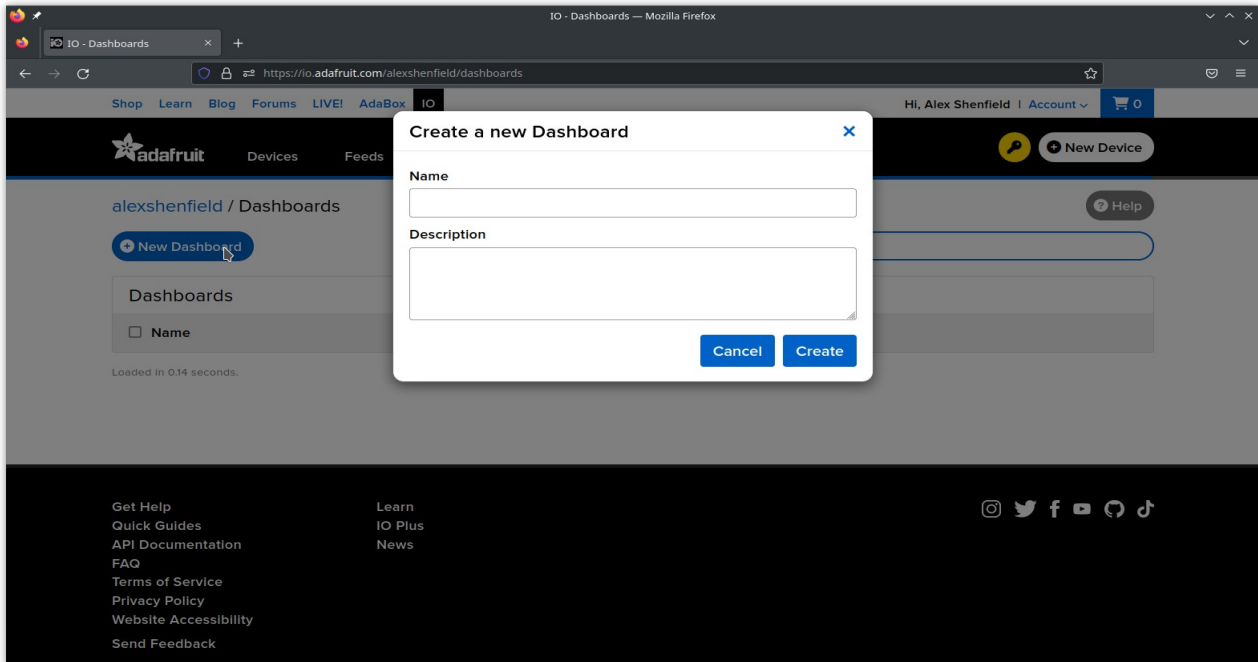 IO - Dashboards — Mozilla Firefox
IO - Dashboards
https://io.adafruit.com/alexshenfield/dashboards
Shop Learn Blog Forums LIVE! AdaBox IO
Hi, Alex Shenfield | Account 0
adafruit Devices Feeds
New Device
alexshenfield / Dashboards
Help
New Dashboard
Dashboards
Name
Loaded in 0.14 seconds.
Create a new Dashboard
Name
Description
Cancel Create
Get Help
Quick Guides
API Documentation
FAQ
Terms of Service
Privacy Policy
Website Accessibility
Send Feedback
Learn
IO Plus
News